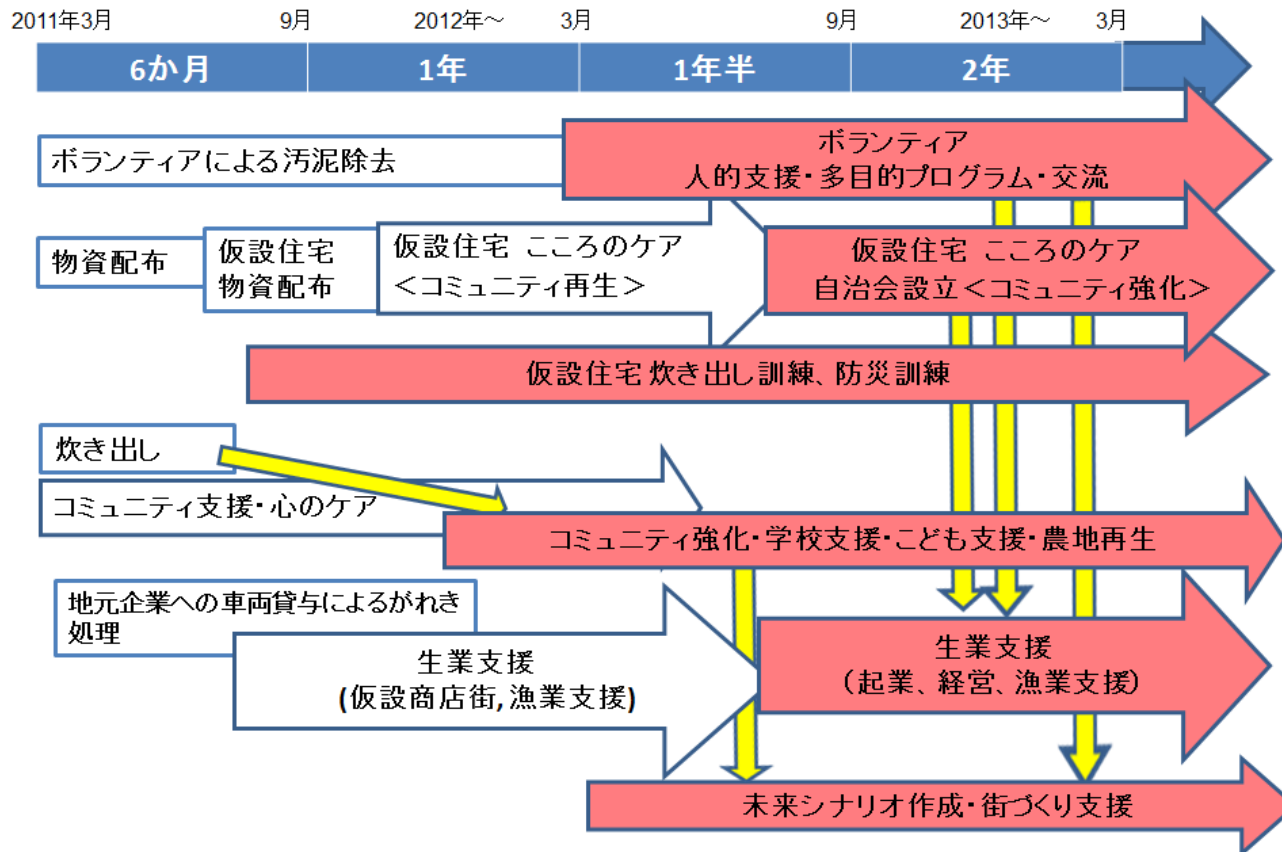 2011年3月 9月 2012年～ 3月 9月 2013年～ 3月
6か月 1年 1年半 2年
ボランティアによる汚泥除去
ボランティア
人的支援・多目的プログラム・交流
物資配布
仮設住宅
物資配布
仮設住宅 こころのケア
＜コミュニティ再生＞
仮設住宅 こころのケア
自治会設立＜コミュニティ強化＞
仮設住宅 炊き出し訓練、防災訓練
炊き出し
コミュニティ支援・心のケア
コミュニティ強化・学校支援・こども支援・農地再生
地元企業への車両貸与によるがれき
処理
生業支援
(仮設商店街,漁業支援)
生業支援
（起業、経営、漁業支援）
未来シナリオ作成・街づくり支援